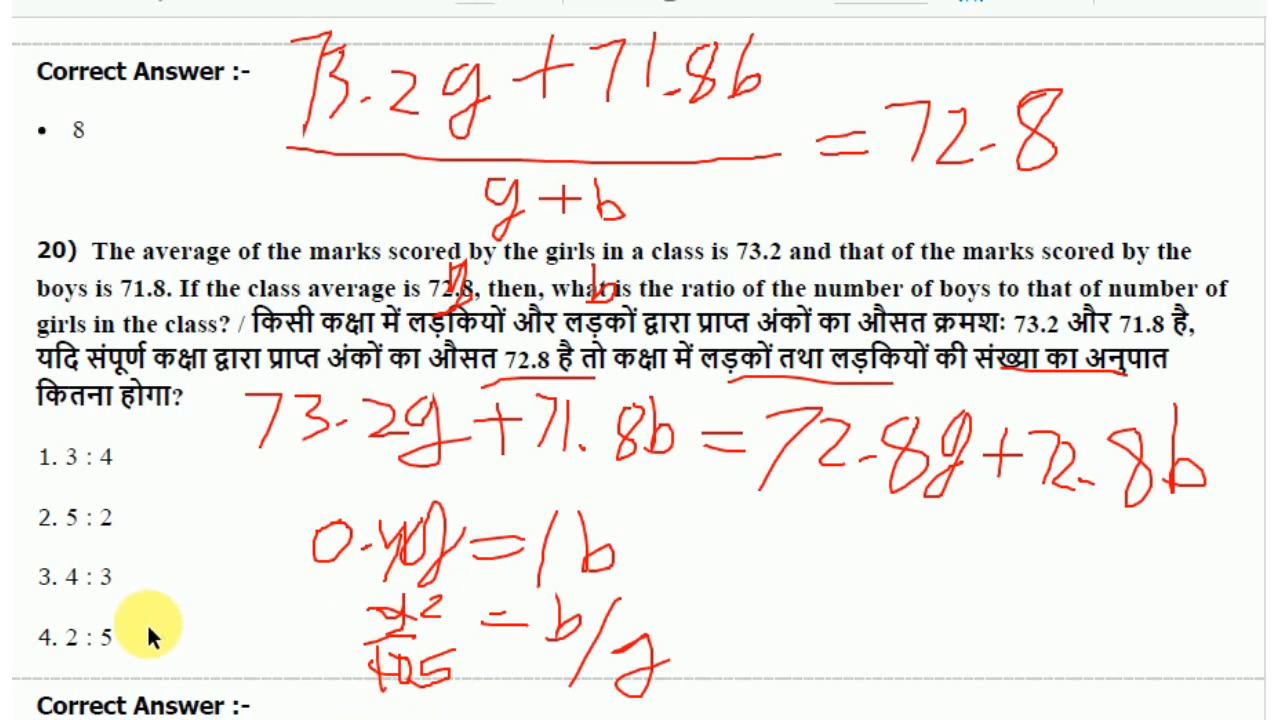 Correct Answer :-
• 8
73.2g + 71.8b
= 72.8
g + b
20) The average of the marks scored by the girls in a class is 73.2 and that of the marks scored by the
g b
boys is 71.8. If the class average is 72.8, then, what is the ratio of the number of boys to that of number of
girls in the class? / किसी कक्षा में लड़कियों और लड़कों द्वारा प्राप्त अंकों का औसत क्रमशः 73.2 और 71.8 है,
यदि संपूर्ण कक्षा द्वारा प्राप्त अंकों का औसत 72.8 है तो कक्षा में लड़कों तथा लड़कियों की संख्या का अनुपात
कितना होगा?
73.2g + 71.8b = 72.8g + 72.8b
1. 3 : 4
2. 5 : 2
0.40g = 1b
3. 4 : 3
2 = b/g
5
4. 2 : 5
Correct Answer :-